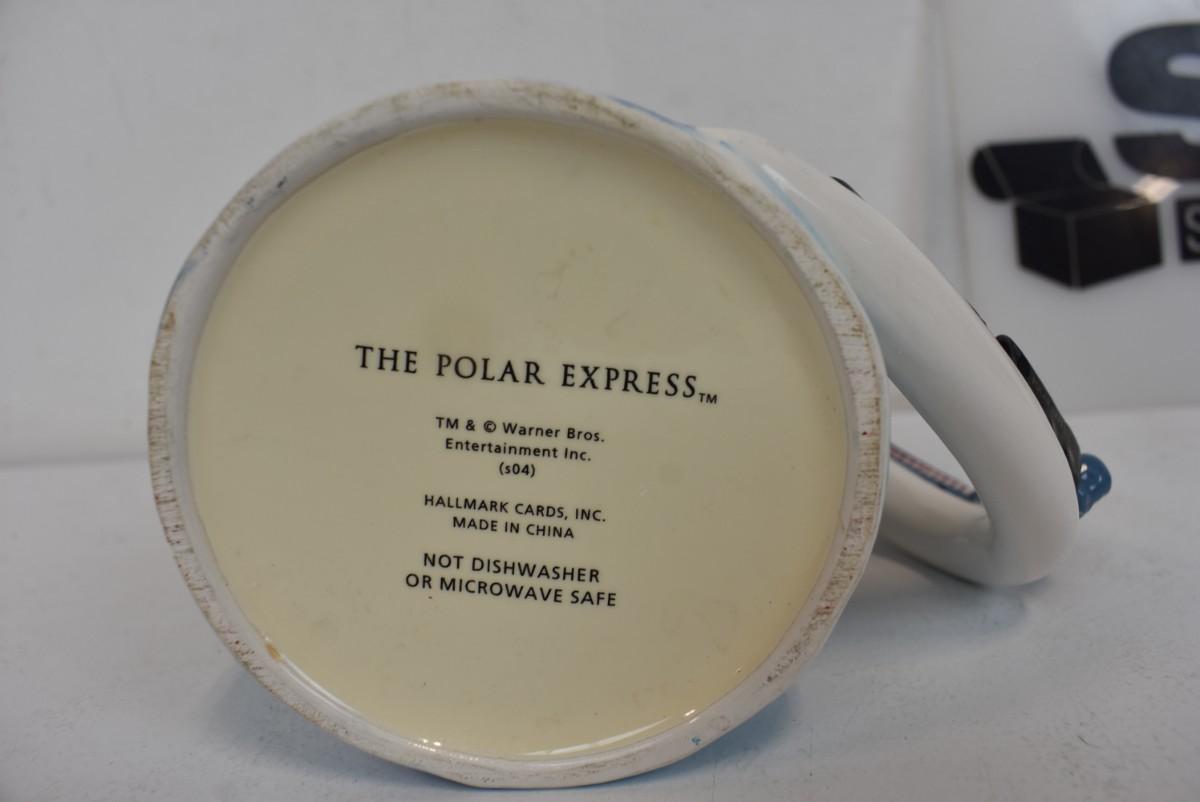 THE POLAR EXPRESS™
TM & © Warner Bros.
Entertainment Inc.
(s04)
HALLMARK CARDS, INC.
MADE IN CHINA
NOT DISHWASHER
OR MICROWAVE SAFE
S
S